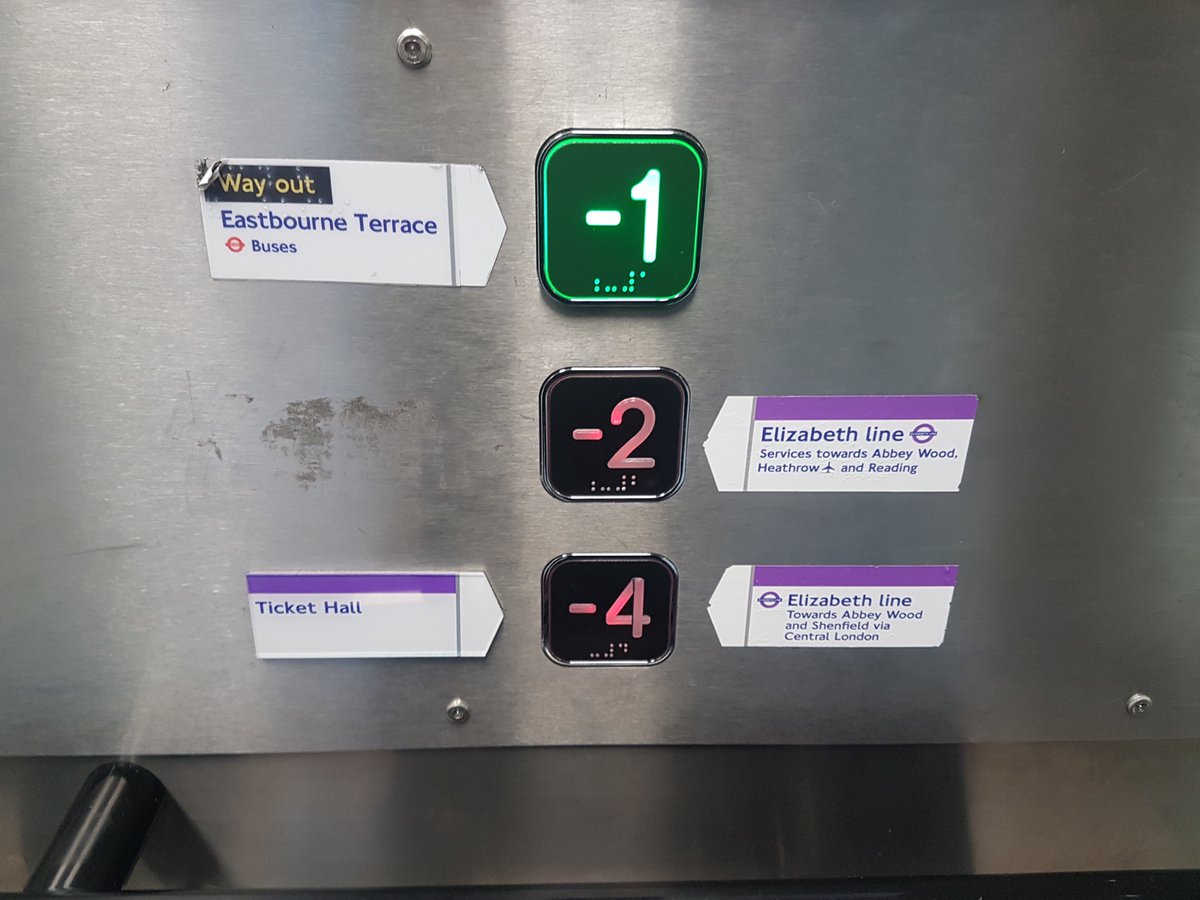 Way out
Eastbourne Terrace
Buses
-1
-2
Elizabeth line
Services towards Abbey Wood,
Heathrow and Reading
Ticket Hall
-4
Elizabeth line
Towards Abbey Wood
and Shenfield via
Central London